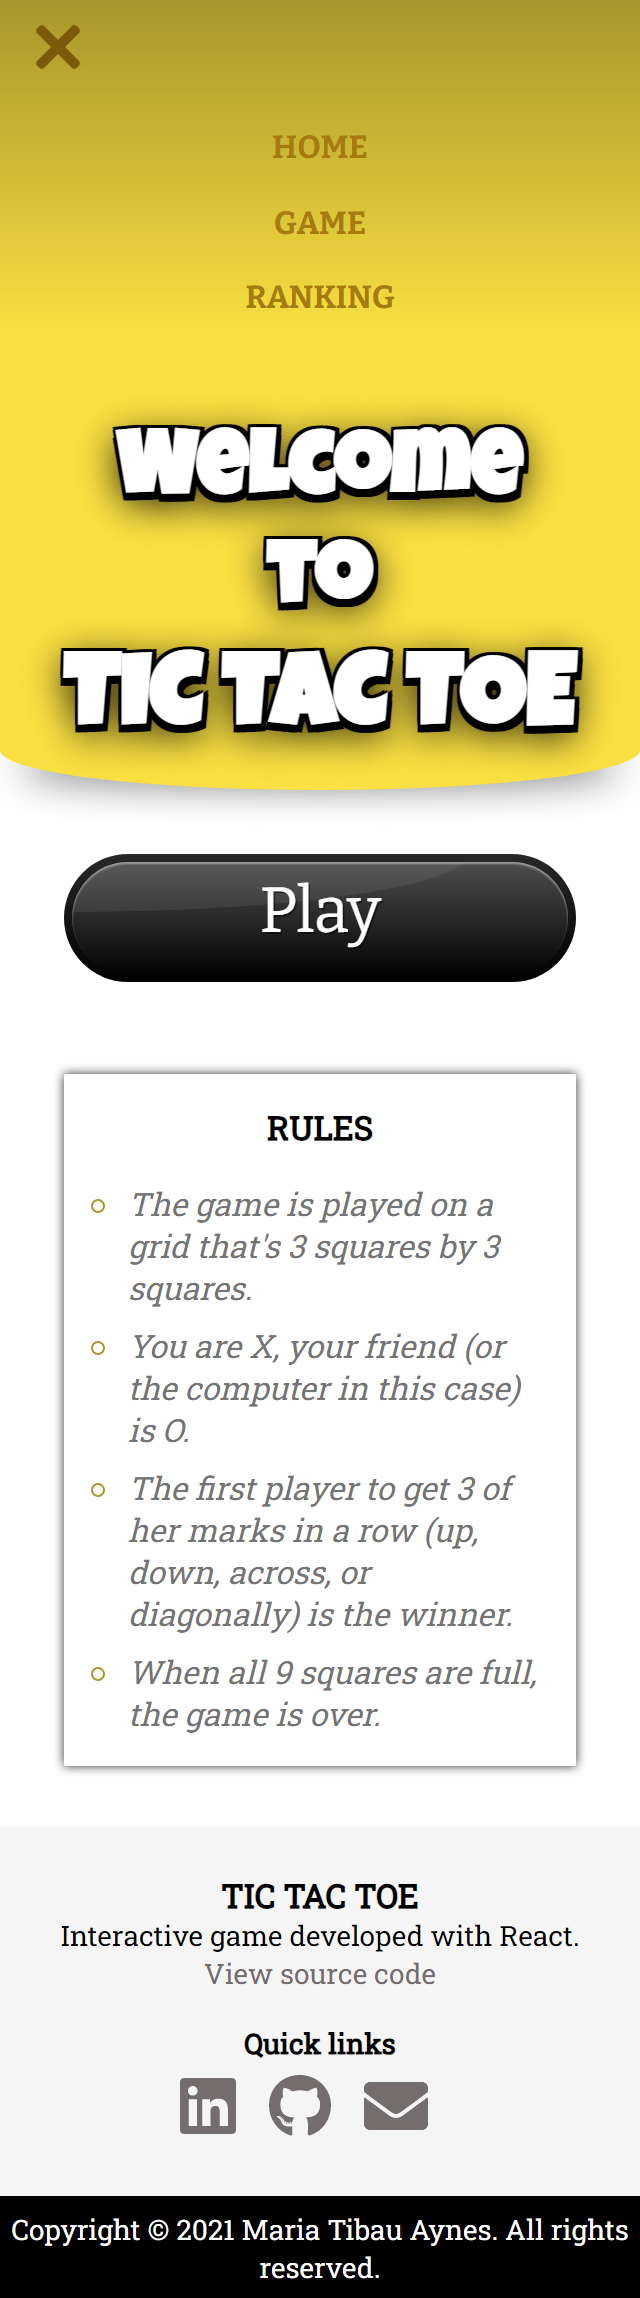 HOME
GAME
RANKING
Welcome
To
TIC TAC TOE
Play
RULES
The game is played on a
grid that's 3 squares by 3
squares.
You are X, your friend (or
the computer in this case)
is O.
The first player to get 3 of
her marks in a row (up,
down, across, or
diagonally) is the winner.
When all 9 squares are full,
the game is over.
TIC TAC TOE
Interactive game developed with React.
View source code
Quick links
in
Copyright © 2021 Maria Tibau Aynes. All rights
reserved.